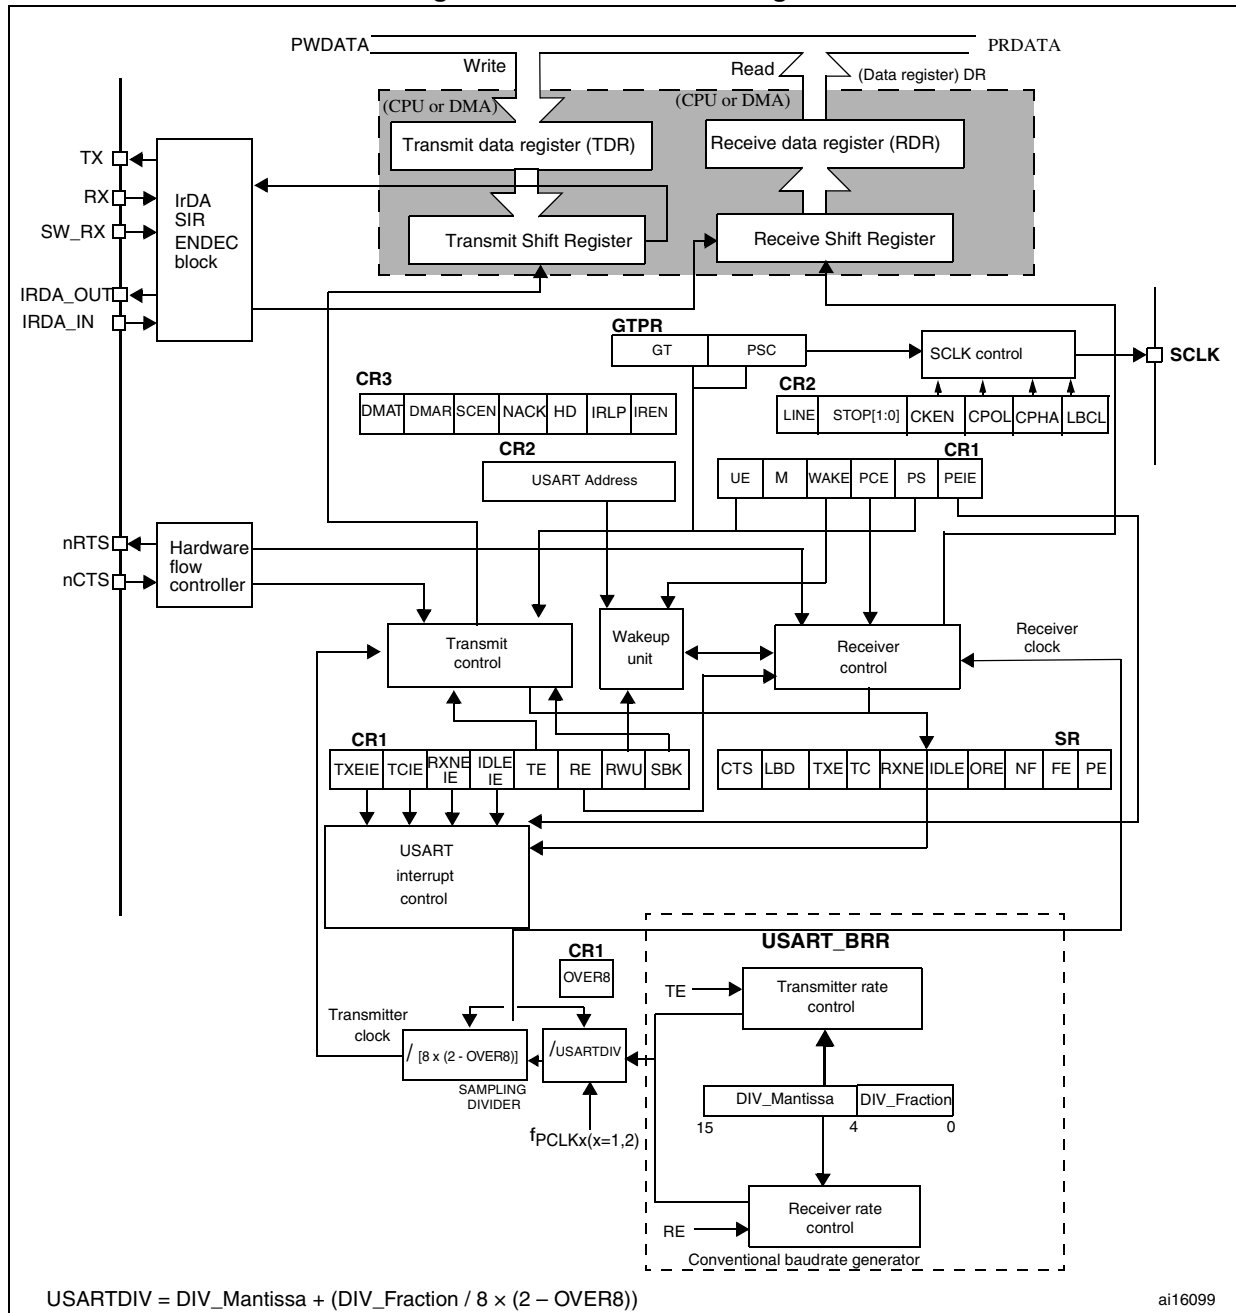 PWDATA
PRDATA
Write
Read
(Data register) DR
(CPU or DMA)
(CPU or DMA)
Transmit data register (TDR)
Receive data register (RDR)
TX
RX
SW_RX
IRDA_OUT
IRDA_IN
IrDA
SIR
ENDEC
block
Transmit Shift Register
Receive Shift Register
GTPR
GT
PSC
SCLK control
SCLK
CR3
DMAT
DMAR
SCEN
NACK
HD
IRLP
IREN
CR2
LINE
STOP[1:0]
CKEN
CPOL
CPHA
LBCL
CR2
USART Address
CR1
UE
M
WAKE
PCE
PS
PEIE
nRTS
nCTS
Hardware
flow
controller
Transmit
control
Wakeup
unit
Receiver
control
Receiver
clock
CR1
TXEIE
TCIE
RXNE
IE
IDLE
IE
TE
RE
RWU
SBK
SR
CTS
LBD
TXE
TC
RXNE
IDLE
ORE
NF
FE
PE
USART
interrupt
control
USART_BRR
CR1
OVER8
TE
Transmitter rate
control
Transmitter
clock
/ [8 x (2 - OVER8)]
/USARTDIV
SAMPLING
DIVIDER
fPCLKx(x=1,2)
DIV_Mantissa
DIV_Fraction
15
4
0
Receiver rate
control
RE
Conventional baudrate generator
USARTDIV = DIV_Mantissa + (DIV_Fraction / 8 × (2 – OVER8))
ai16099